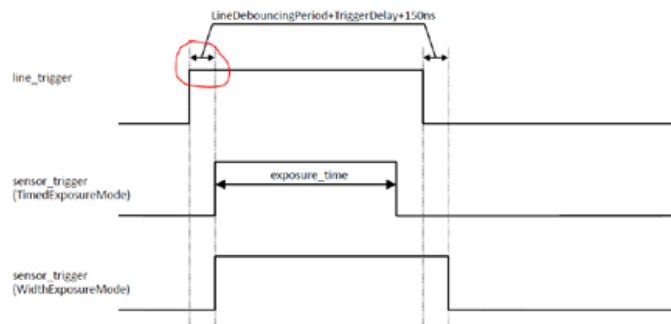 LineDebouncingPeriod+TriggerDelay+150ns
line_trigger
exposure_time
sensor_trigger
(TimedExposureMode)
sensor_trigger
(WidthExposureMode)